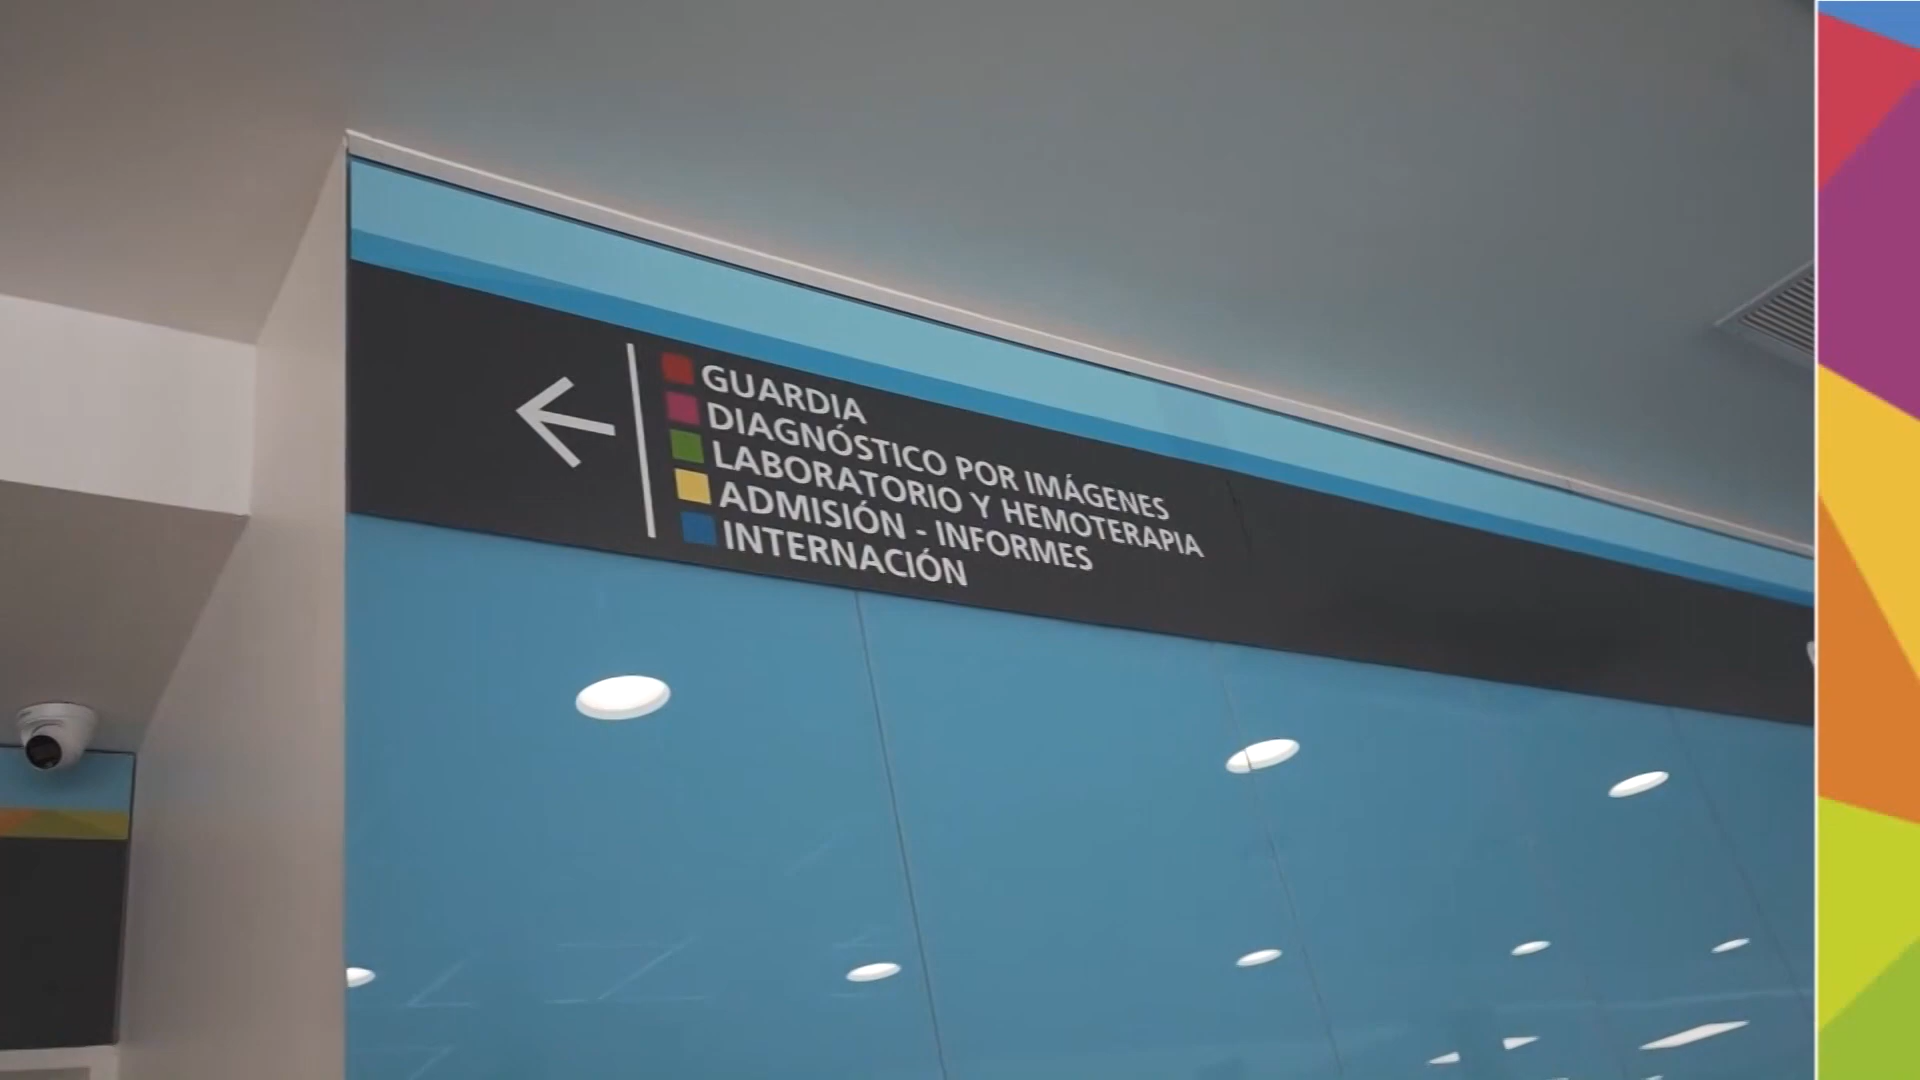 GUARDIA
DIAGNÓSTICO POR IMÁGENES
LABORATORIO Y HEMOTERAPIA
ADMISIÓN - INFORMES
INTERNACIÓN